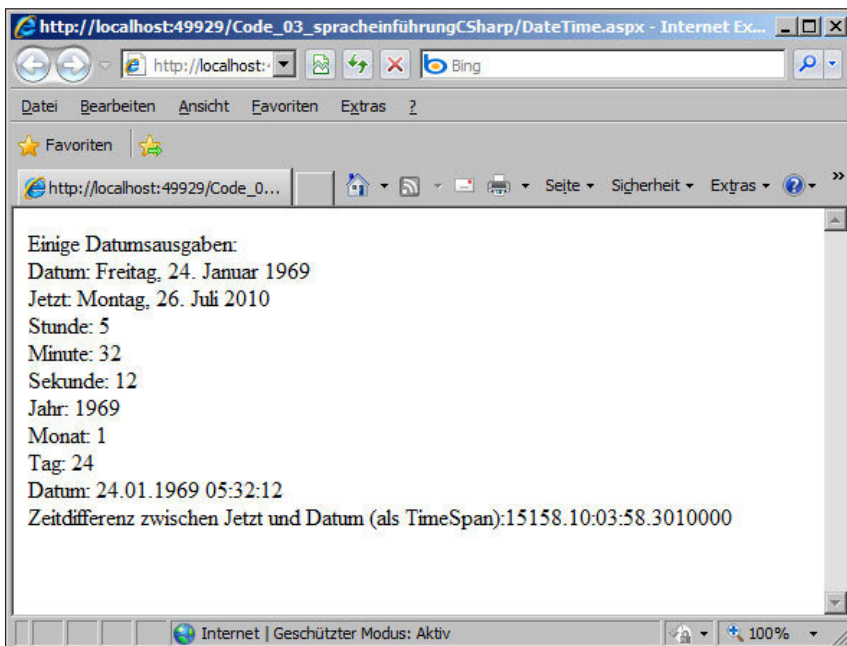 http://localhost:49929/Code_03_spracheinführungCSharp/DateTime.aspx - Internet Ex...
http://localhost:4
Bing
Datei Bearbeiten Ansicht Favoriten Extras ?
Favoriten
http://localhost:49929/Code_0...
Seite Sicherheit Extras »
Einige Datumsausgaben:
Datum: Freitag, 24. Januar 1969
Jetzt: Montag, 26. Juli 2010
Stunde: 5
Minute: 32
Sekunde: 12
Jahr: 1969
Monat: 1
Tag: 24
Datum: 24.01.1969 05:32:12
Zeitdifferenz zwischen Jetzt und Datum (als TimeSpan):15158.10:03:58.3010000
Internet | Geschützter Modus: Aktiv
100%